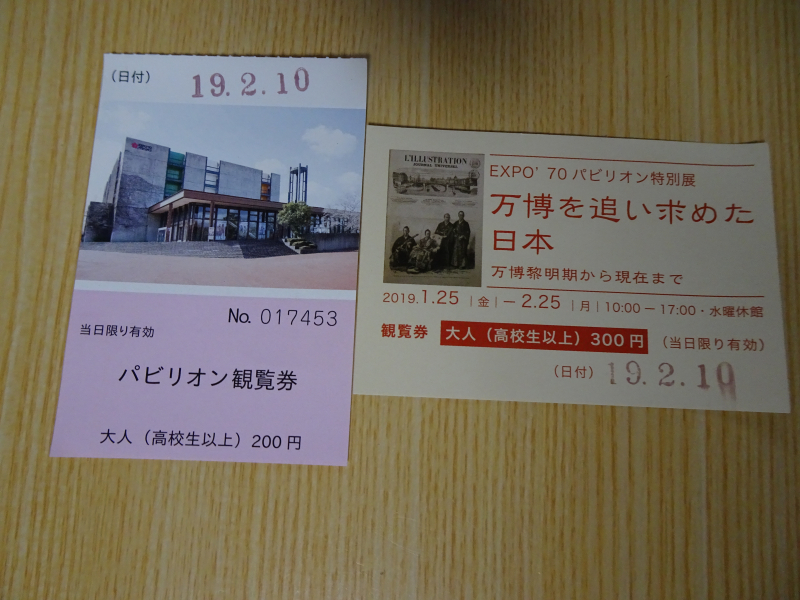 (日付) 19.2.10
No. 017453
当日限り有効
パビリオン観覧券
大人（高校生以上）200円
L'ILLUSTRATION
JOURNAL UNIVERSEL
EXPO' 70 パビリオン特別展
万博を追い求めた
日本
万博黎明期から現在まで
2019.1.25｜金｜ー 2.25｜月｜10:00 ー 17:00・水曜休館
観覧券 大人（高校生以上）300円 （当日限り有効）
（日付）19.2.10